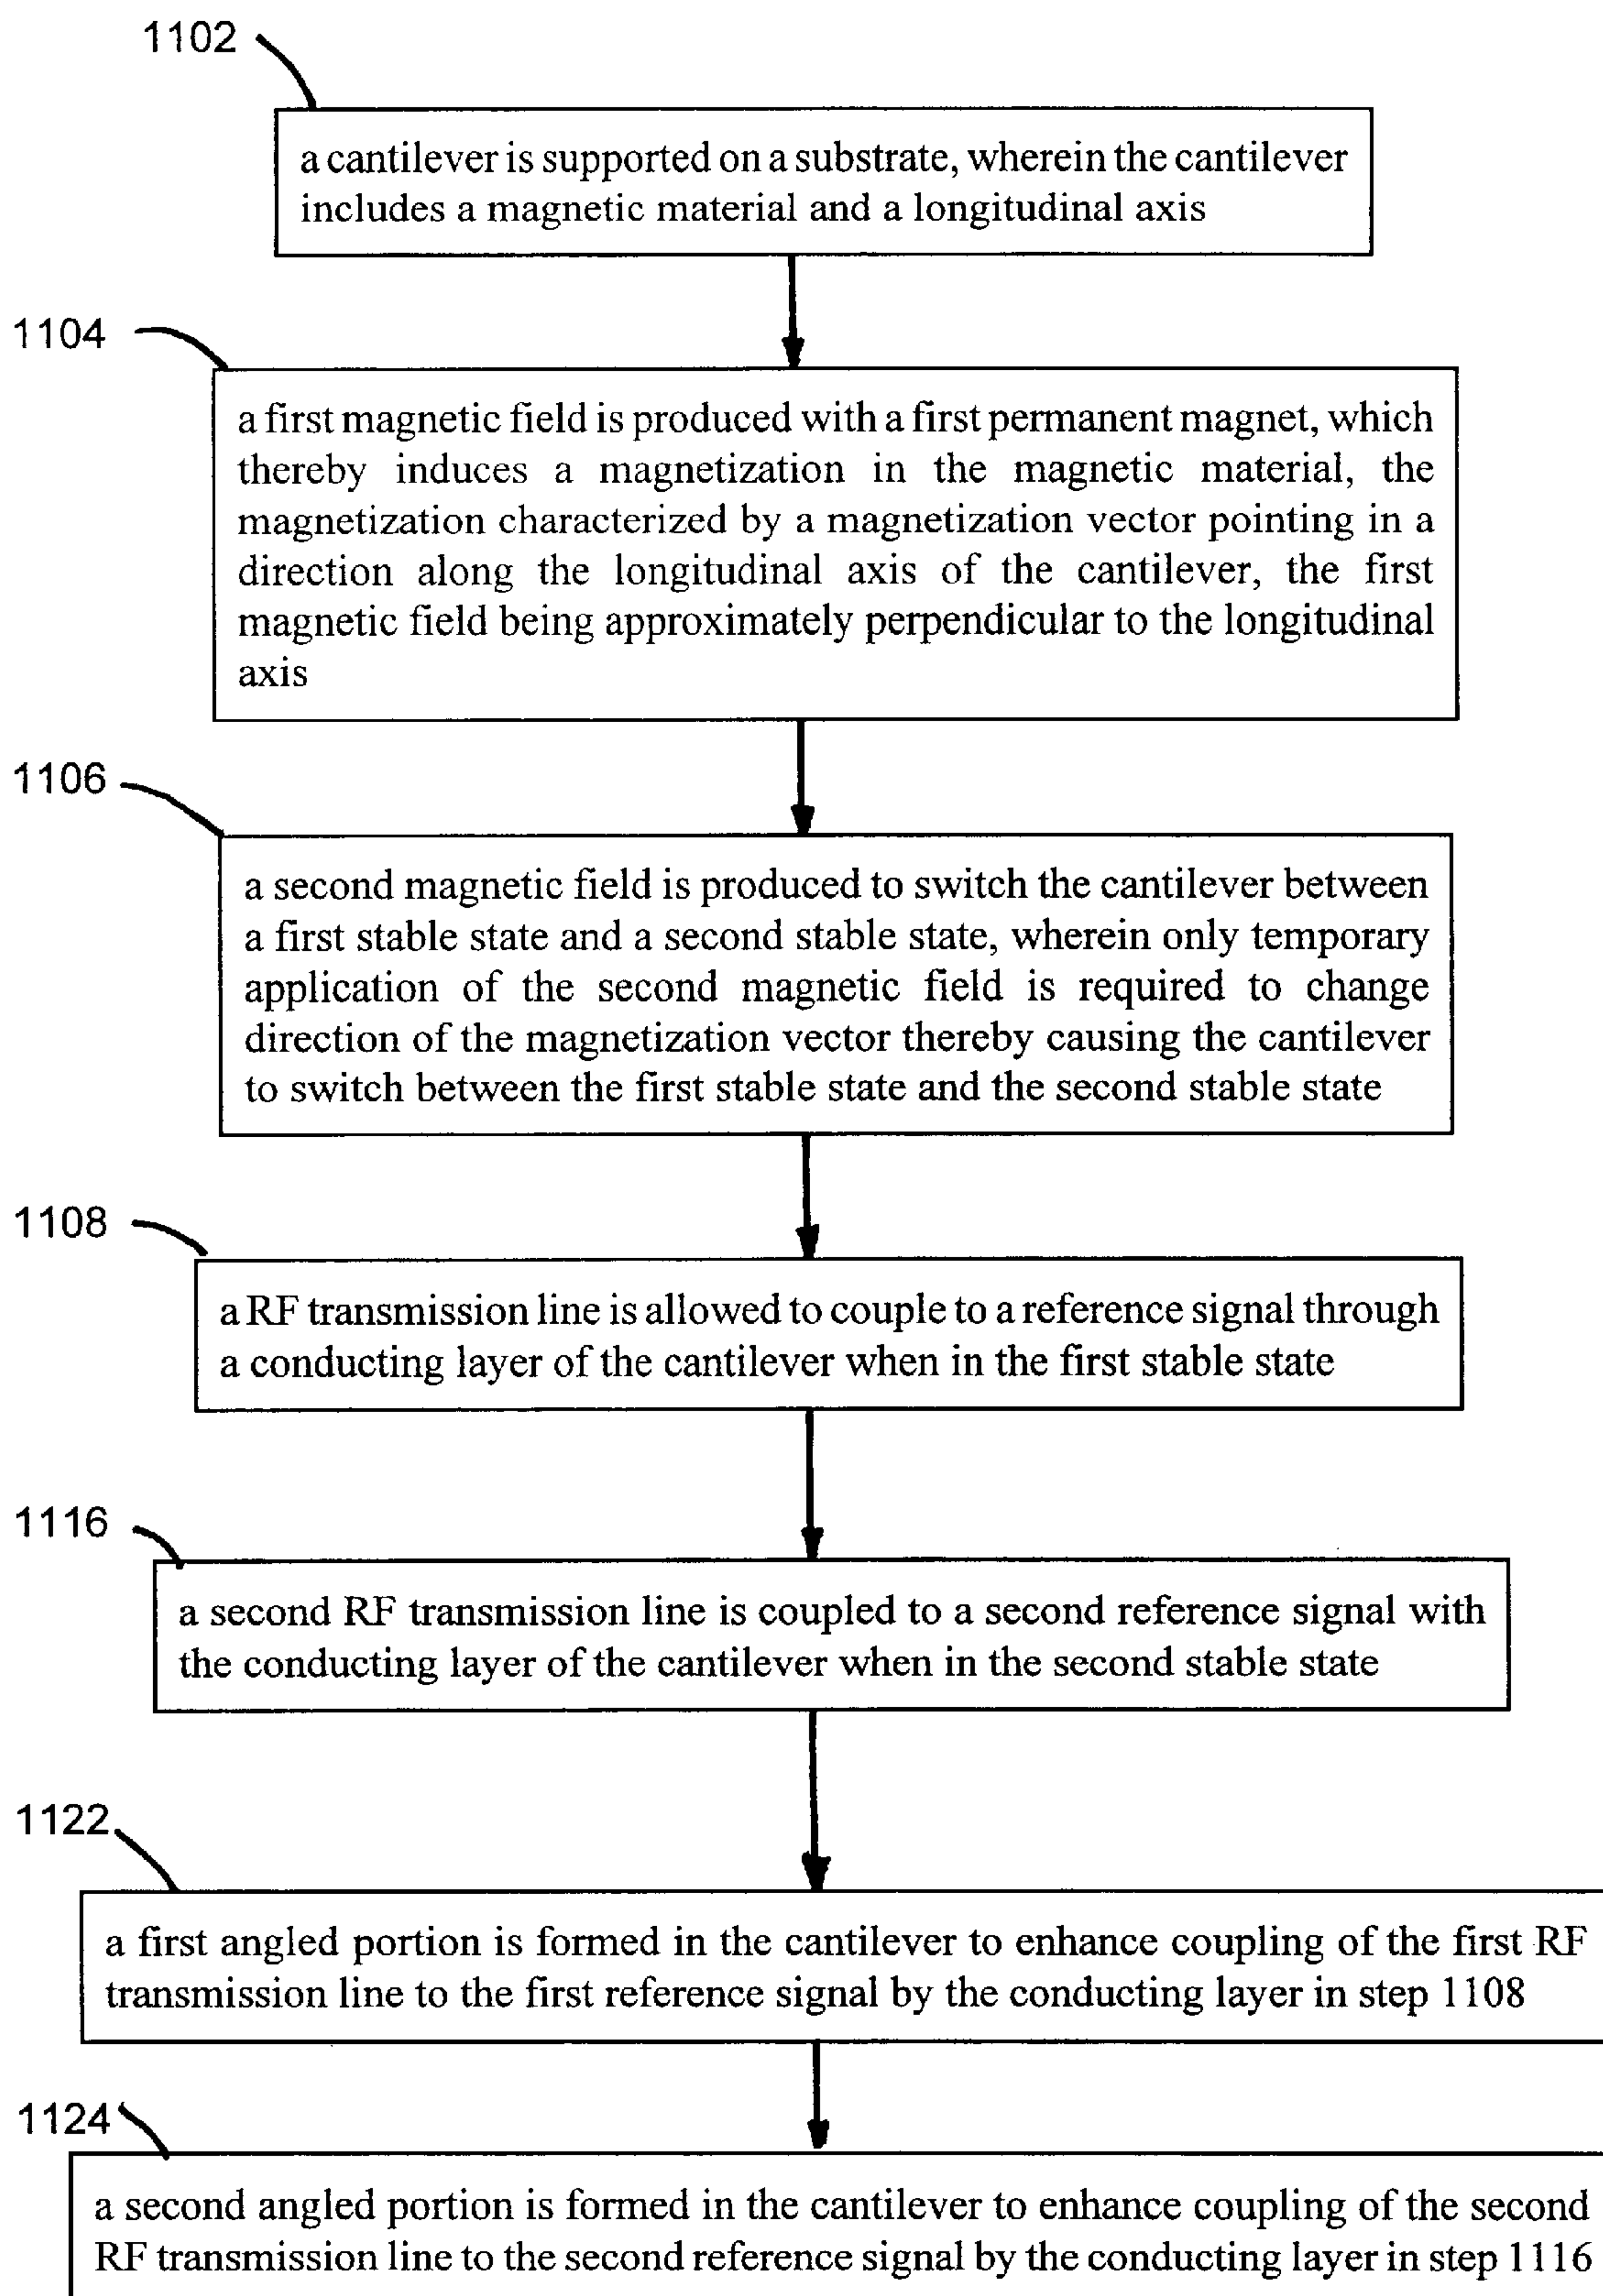 1102
a cantilever is supported on a substrate, wherein the cantilever
includes a magnetic material and a longitudinal axis
1104
a first magnetic field is produced with a first permanent magnet, which
thereby induces a magnetization in the magnetic material, the
magnetization characterized by a magnetization vector pointing in a
direction along the longitudinal axis of the cantilever, the first
magnetic field being approximately perpendicular to the longitudinal
axis
1106
a second magnetic field is produced to switch the cantilever between
a first stable state and a second stable state, wherein only temporary
application of the second magnetic field is required to change
direction of the magnetization vector thereby causing the cantilever
to switch between the first stable state and the second stable state
1108
a RF transmission line is allowed to couple to a reference signal through
a conducting layer of the cantilever when in the first stable state
1116
a second RF transmission line is coupled to a second reference signal with
the conducting layer of the cantilever when in the second stable state
1122
a first angled portion is formed in the cantilever to enhance coupling of the first RF
transmission line to the first reference signal by the conducting layer in step 1108
1124
a second angled portion is formed in the cantilever to enhance coupling of the second
RF transmission line to the second reference signal by the conducting layer in step 1116